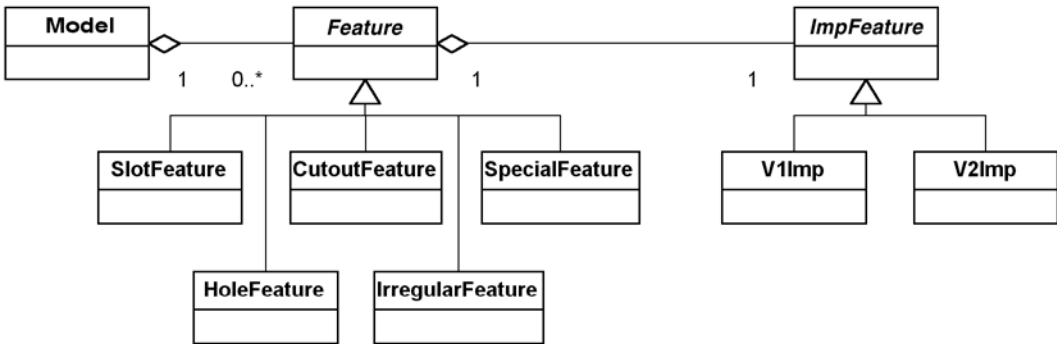 Model
Feature
ImpFeature
1
0..*
1
1
SlotFeature
CutoutFeature
SpecialFeature
V1Imp
V2Imp
HoleFeature
IrregularFeature